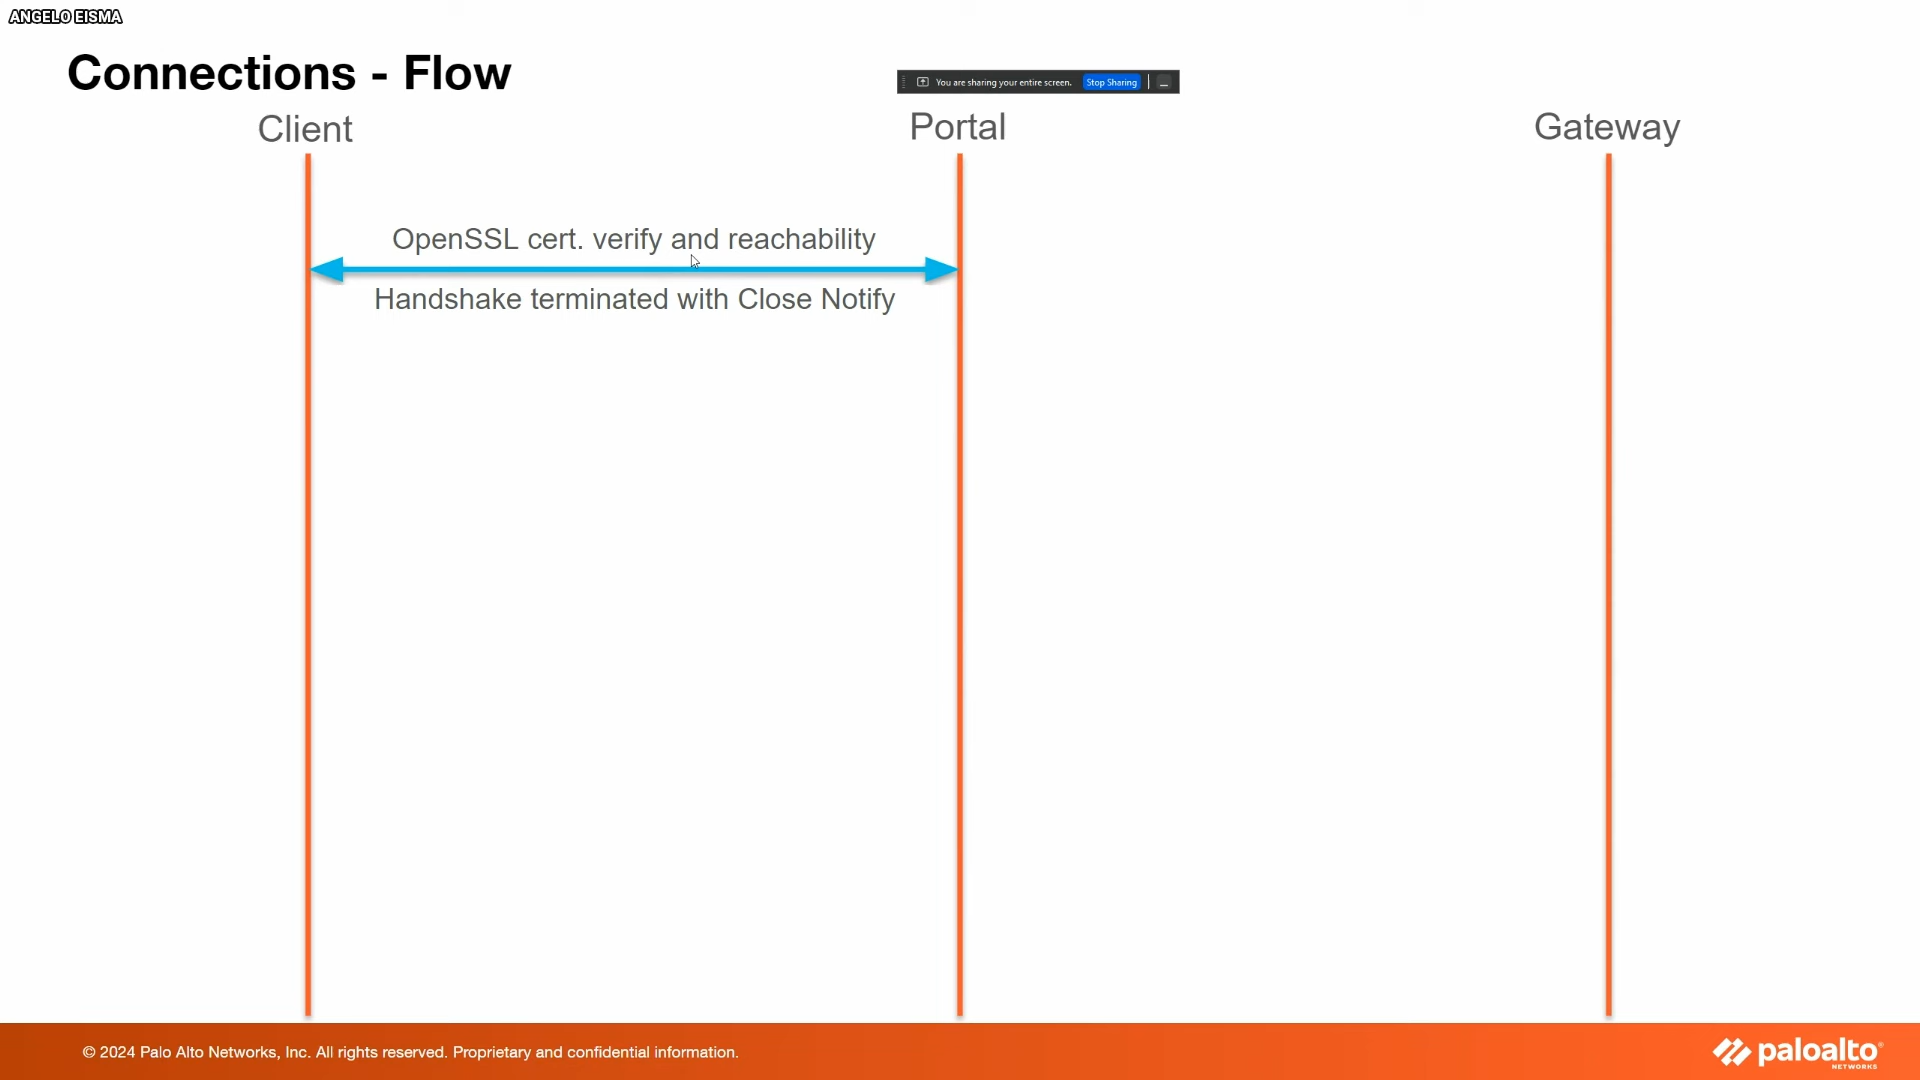 ANGELO EISMA
Connections - Flow
You are sharing your entire screen. Stop Sharing
Client
Portal
Gateway
OpenSSL cert. verify and reachability
Handshake terminated with Close Notify
© 2024 Palo Alto Networks, Inc. All rights reserved. Proprietary and confidential information.
paloalto®
NETWORKS